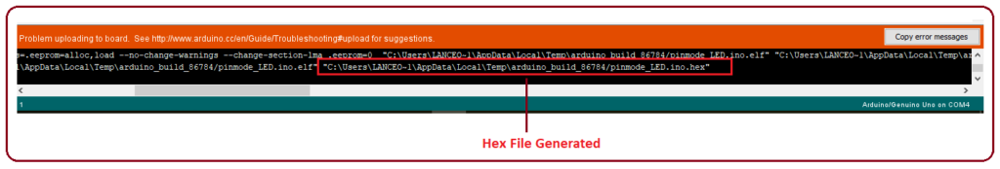 Problem uploading to board. See http://www.arduino.cc/en/Guide/Troubleshooting#upload for suggestions.
Copy error messages
s=.eeprom=alloc,load --no-change-warnings --change-section-lma .eeprom=0 "C:\Users\LANCEO~1\AppData\Local\Temp\arduino_build_86784/pinmode_LED.ino.elf" "C:\Users\LANCEO~1\AppData\Local\Temp\ar
l\AppData\Local\Temp\arduino_build_86784/pinmode_LED.ino.elf" "C:\Users\LANCEO~1\AppData\Local\Temp\arduino_build_86784/pinmode_LED.ino.hex"
1
Arduino/Genuino Uno on COM4
Hex File Generated